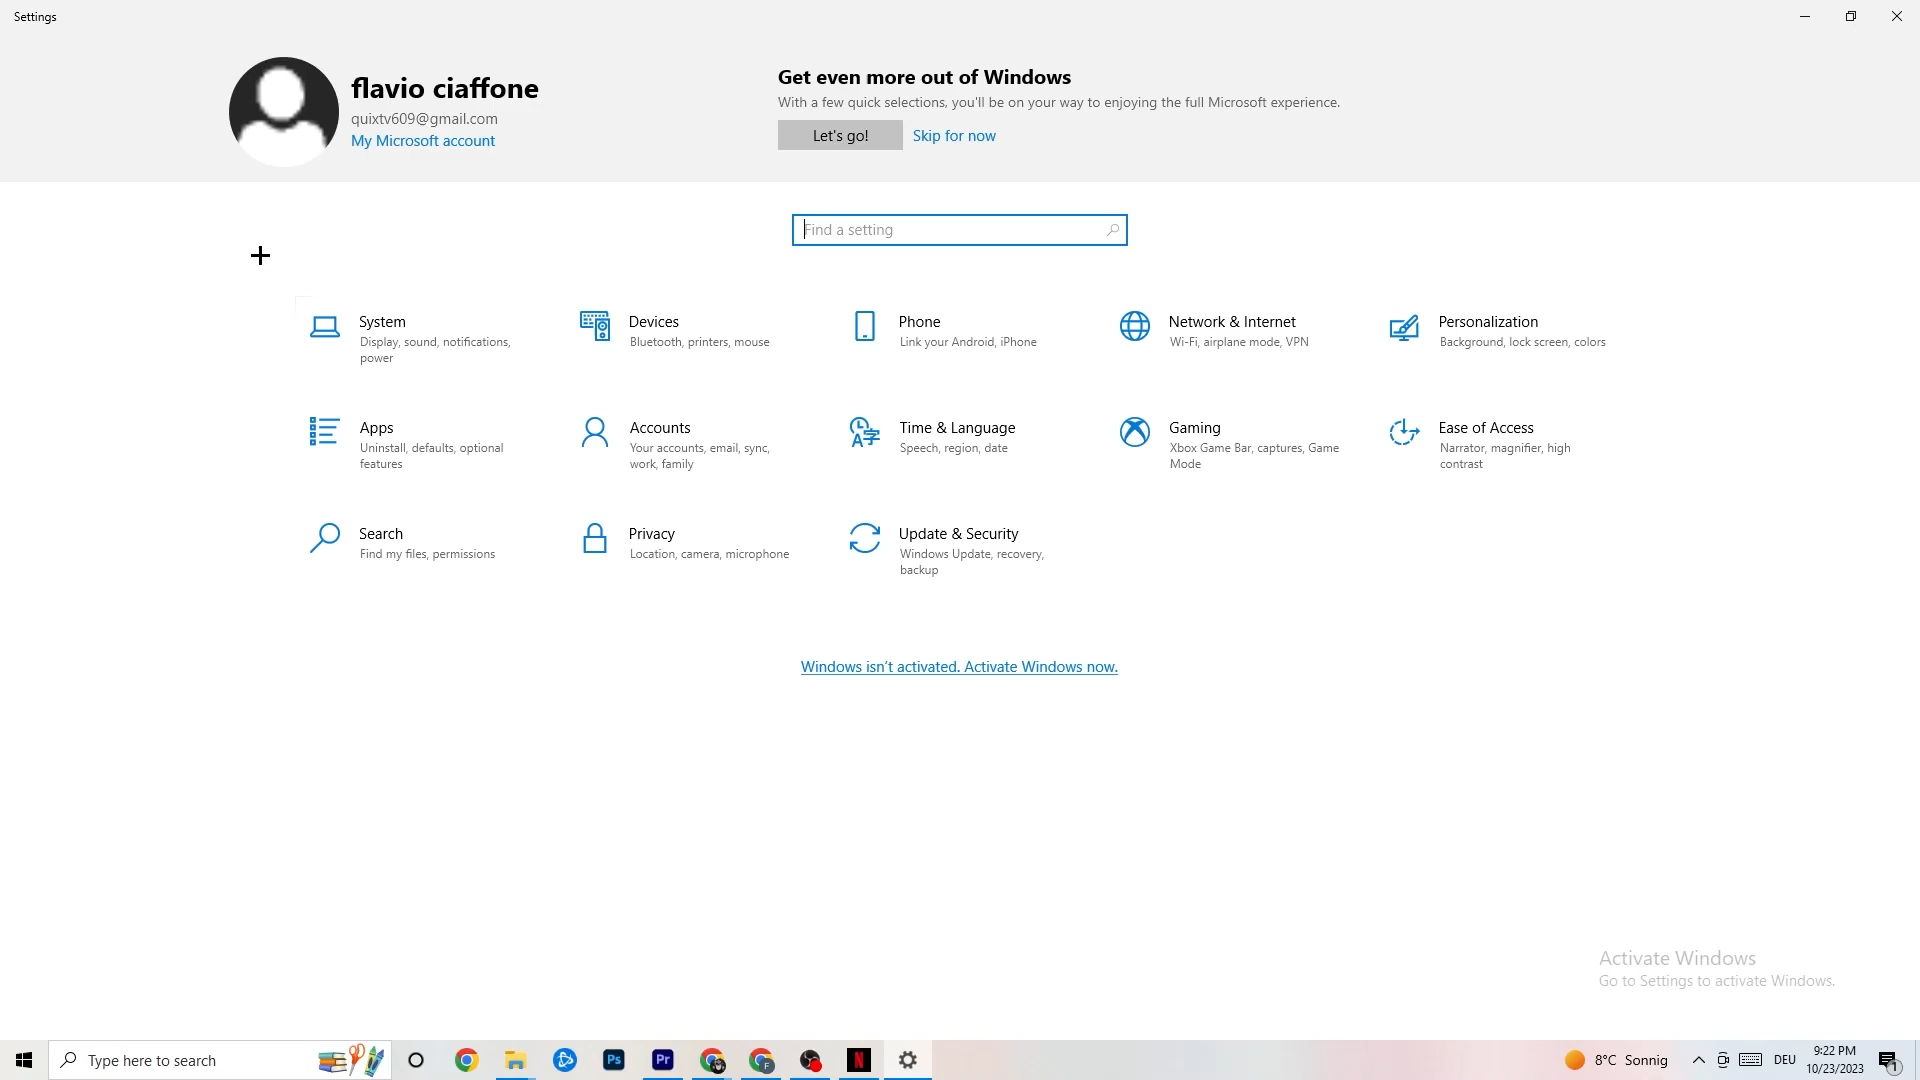 Settings
flavio ciaffone
quixtv609@gmail.com
My Microsoft account
Get even more out of Windows
With a few quick selections, you'll be on your way to enjoying the full Microsoft experience.
Let's go!
Skip for now
Find a setting
System
Display, sound, notifications,
power
Devices
Bluetooth, printers, mouse
Phone
Link your Android, iPhone
Network & Internet
Wi-Fi, airplane mode, VPN
Personalization
Background, lock screen, colors
Apps
Uninstall, defaults, optional
features
Accounts
Your accounts, email, sync,
work, family
Time & Language
Speech, region, date
Gaming
Xbox Game Bar, captures, Game
Mode
Ease of Access
Narrator, magnifier, high
contrast
Search
Find my files, permissions
Privacy
Location, camera, microphone
Update & Security
Windows Update, recovery,
backup
Windows isn't activated. Activate Windows now.
Activate Windows
Go to Settings to activate Windows.
Type here to search
Ps
Pr
F
N
8°C Sonnig
DEU
9:22 PM
10/23/2023
1